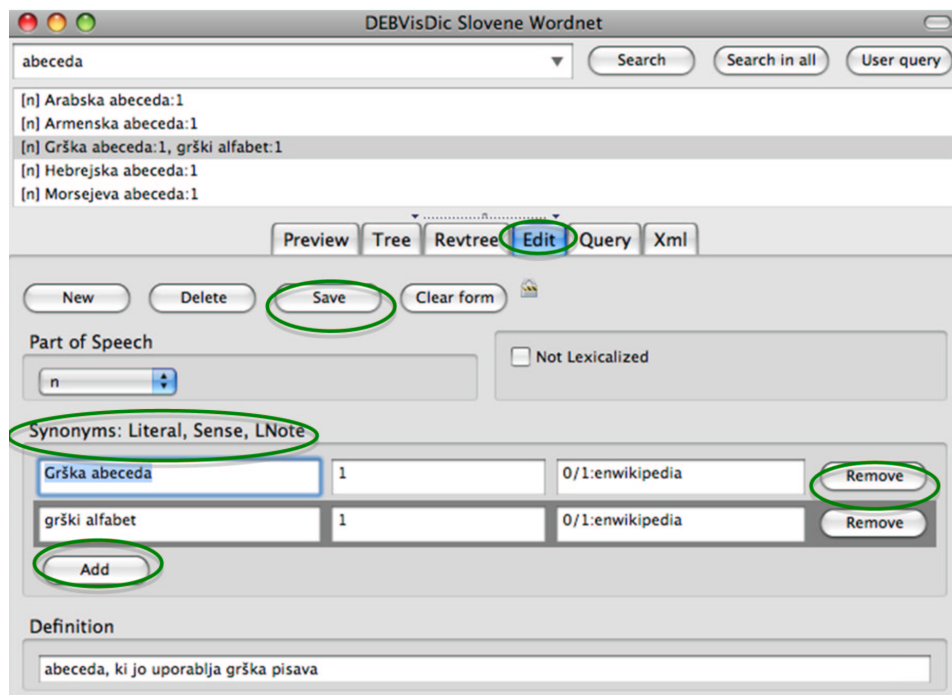 DEBVisDic Slovene Wordnet
abeceda Search Search in all User query
[n] Arabska abeceda:1
[n] Armenska abeceda:1
[n] Grška abeceda:1, grški alfabet:1
[n] Hebrejska abeceda:1
[n] Morsejeva abeceda:1
Preview Tree Revtree Edit Query Xml
New Delete Save Clear form
Part of Speech
Not Lexicalized
n
Synonyms: Literal, Sense, LNote
Grška abeceda 1 0/1:enwikipedia Remove
grški alfabet 1 0/1:enwikipedia Remove
Add
Definition
abeceda, ki jo uporablja grška pisava